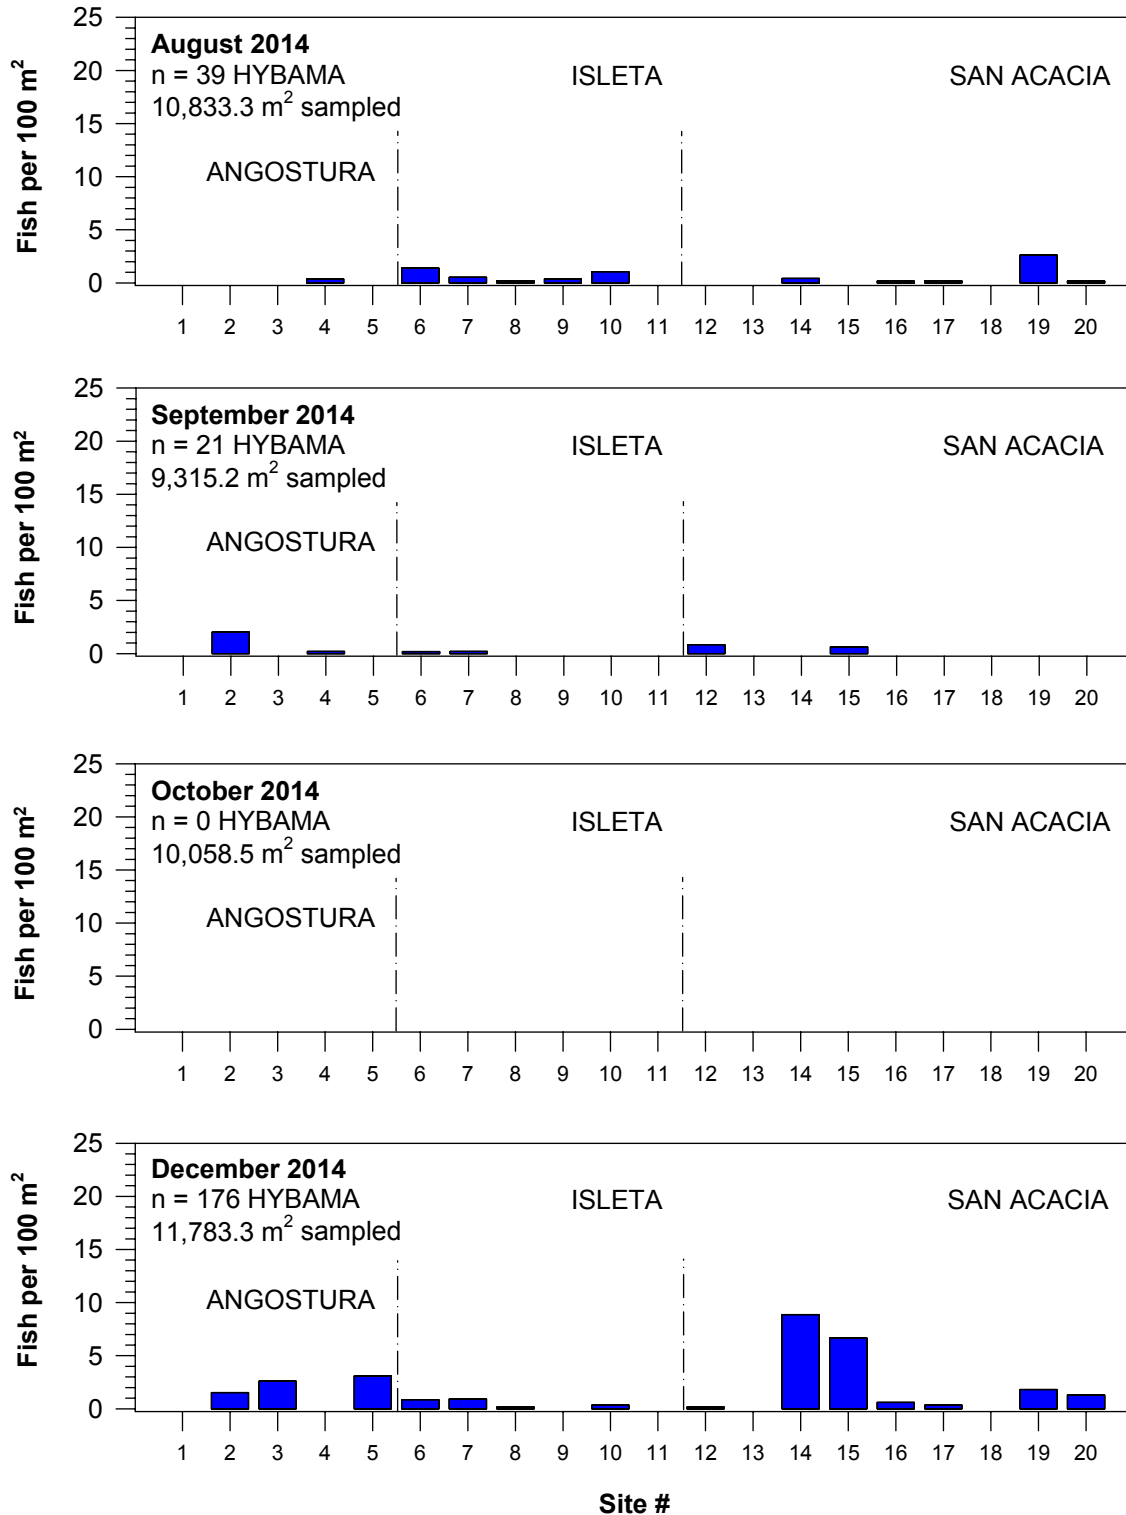 25
20
15
10
5
0
Fish per 100 m²
August 2014
n = 39 HYBAMA
10,833.3 m² sampled
ISLETA
SAN ACACIA
ANGOSTURA
1 2 3 4 5 6 7 8 9 10 11 12 13 14 15 16 17 18 19 20
25
20
15
10
5
0
Fish per 100 m²
September 2014
n = 21 HYBAMA
9,315.2 m² sampled
ISLETA
SAN ACACIA
ANGOSTURA
1 2 3 4 5 6 7 8 9 10 11 12 13 14 15 16 17 18 19 20
25
20
15
10
5
0
Fish per 100 m²
October 2014
n = 0 HYBAMA
10,058.5 m² sampled
ISLETA
SAN ACACIA
ANGOSTURA
1 2 3 4 5 6 7 8 9 10 11 12 13 14 15 16 17 18 19 20
25
20
15
10
5
0
Fish per 100 m²
December 2014
n = 176 HYBAMA
11,783.3 m² sampled
ISLETA
SAN ACACIA
ANGOSTURA
1 2 3 4 5 6 7 8 9 10 11 12 13 14 15 16 17 18 19 20
Site #